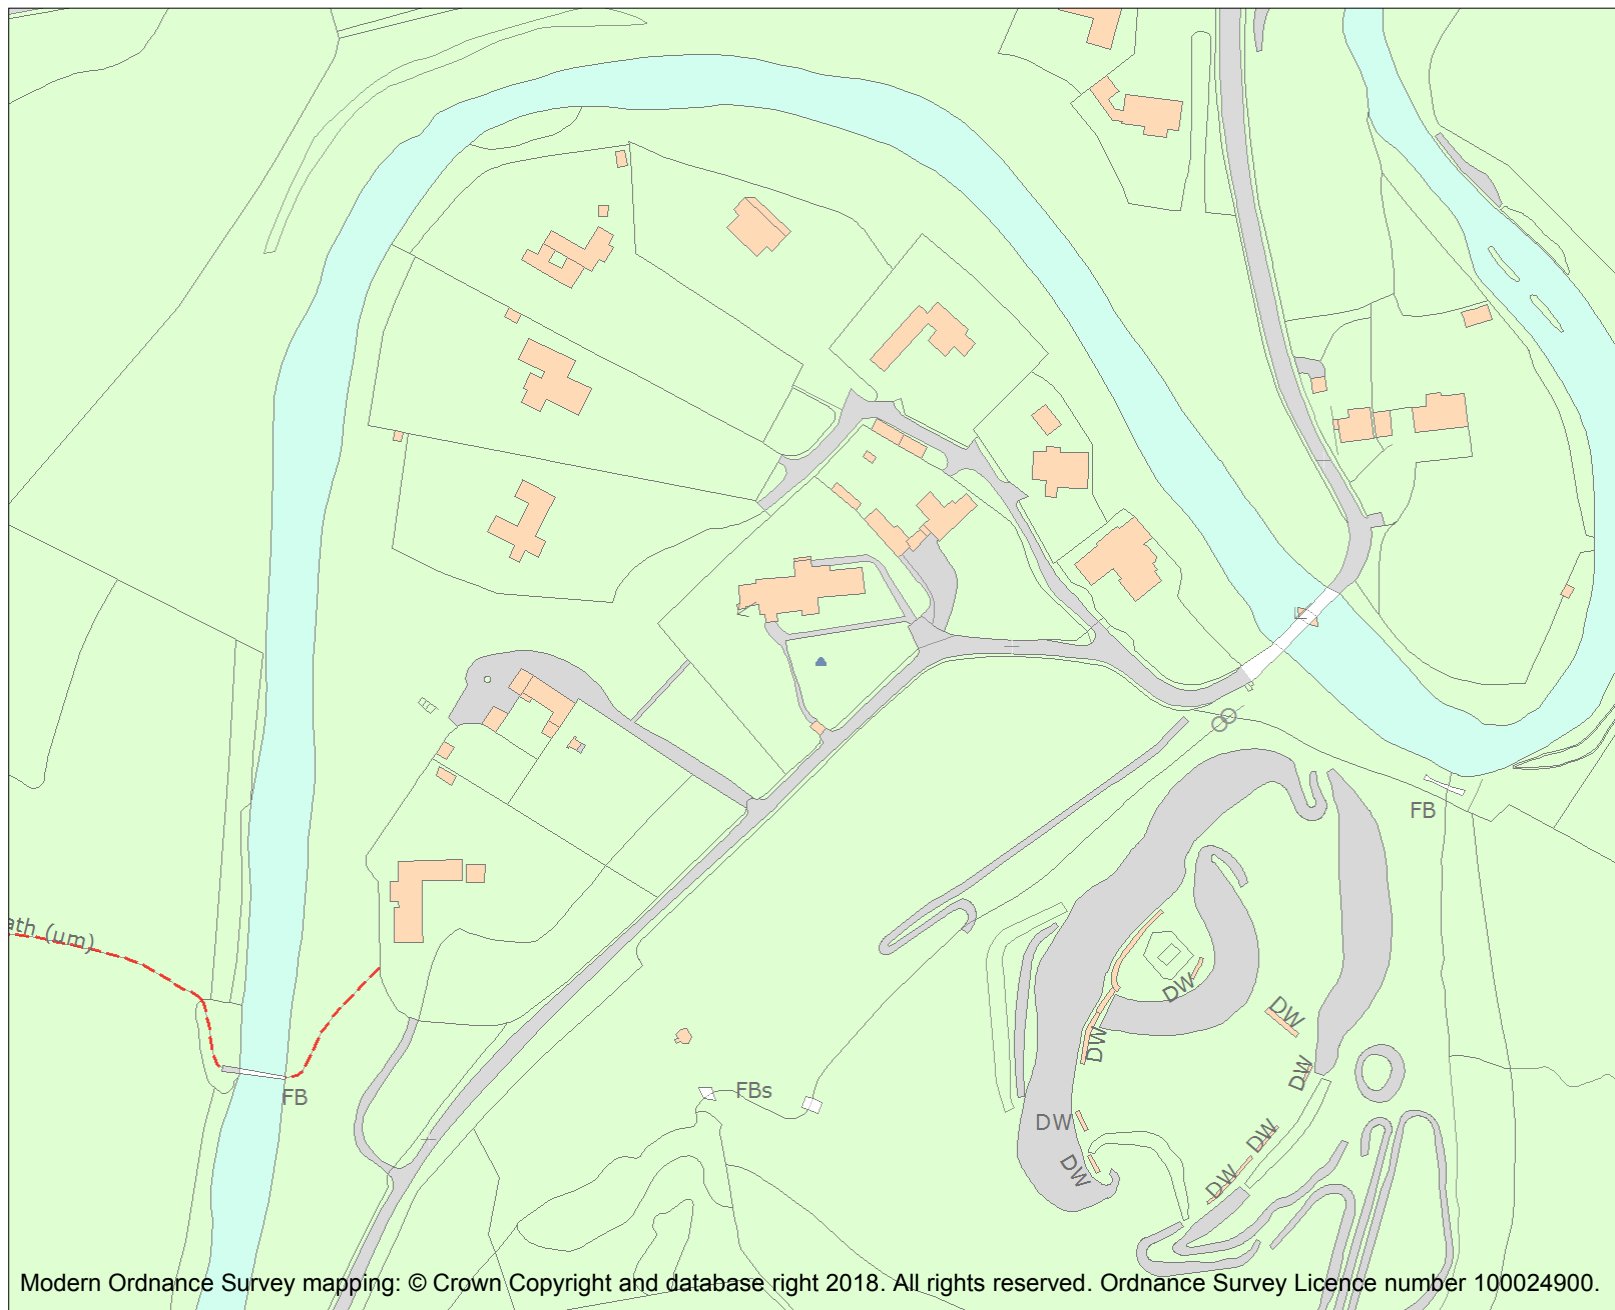 FB
ath (um)
DW
DW
DW
DW
FB
FBs
DW
DW
DW
DW
Modern Ordnance Survey mapping: © Crown Copyright and database right 2018. All rights reserved. Ordnance Survey Licence number 100024900.